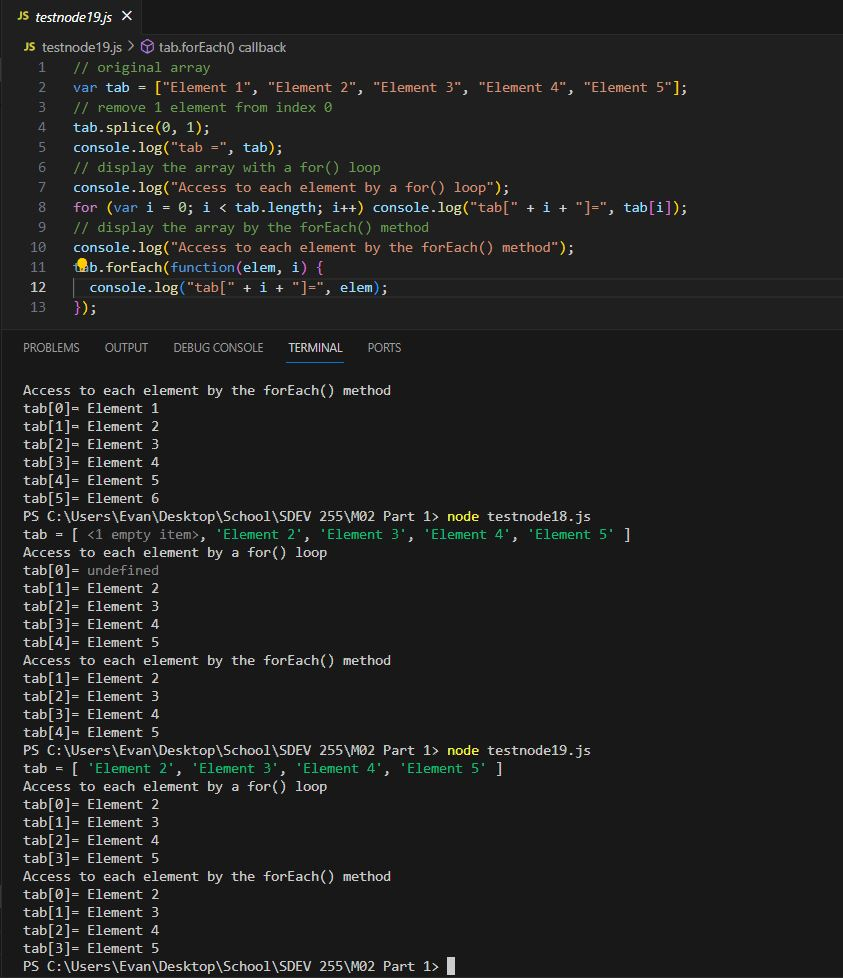 JS testnode19.js ×
JS testnode19.js > tab.forEach() callback
1 // original array
2 var tab = ["Element 1", "Element 2", "Element 3", "Element 4", "Element 5"];
3 // remove 1 element from index 0
4 tab.splice(0, 1);
5 console.log("tab =", tab);
6 // display the array with a for() loop
7 console.log("Access to each element by a for() loop");
8 for (var i = 0; i < tab.length; i++) console.log("tab[" + i + "]=", tab[i]);
9 // display the array by the forEach() method
10 console.log("Access to each element by the forEach() method");
11 tab.forEach(function(elem, i) {
12 console.log("tab[" + i + "]=", elem);
13 });
PROBLEMS OUTPUT DEBUG CONSOLE TERMINAL PORTS
Access to each element by the forEach() method
tab[0]= Element 1
tab[1]= Element 2
tab[2]= Element 3
tab[3]= Element 4
tab[4]= Element 5
tab[5]= Element 6
PS C:\Users\Evan\Desktop\School\SDEV 255\M02 Part 1> node testnode18.js
tab = [ <1 empty item>, 'Element 2', 'Element 3', 'Element 4', 'Element 5' ]
Access to each element by a for() loop
tab[0]= undefined
tab[1]= Element 2
tab[2]= Element 3
tab[3]= Element 4
tab[4]= Element 5
Access to each element by the forEach() method
tab[1]= Element 2
tab[2]= Element 3
tab[3]= Element 4
tab[4]= Element 5
PS C:\Users\Evan\Desktop\School\SDEV 255\M02 Part 1> node testnode19.js
tab = [ 'Element 2', 'Element 3', 'Element 4', 'Element 5' ]
Access to each element by a for() loop
tab[0]= Element 2
tab[1]= Element 3
tab[2]= Element 4
tab[3]= Element 5
Access to each element by the forEach() method
tab[0]= Element 2
tab[1]= Element 3
tab[2]= Element 4
tab[3]= Element 5
PS C:\Users\Evan\Desktop\School\SDEV 255\M02 Part 1>